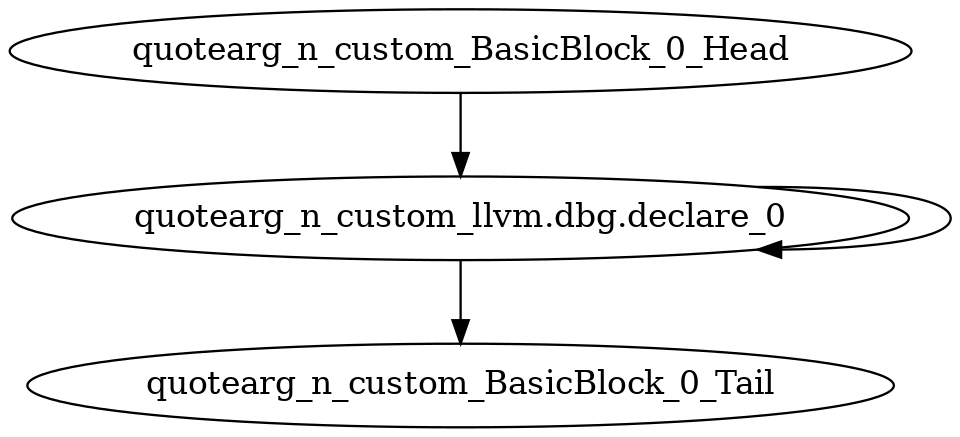 quotearg_n_custom_BasicBlock_0_Head
quotearg_n_custom_llvm.dbg.declare_0
quotearg_n_custom_BasicBlock_0_Tail